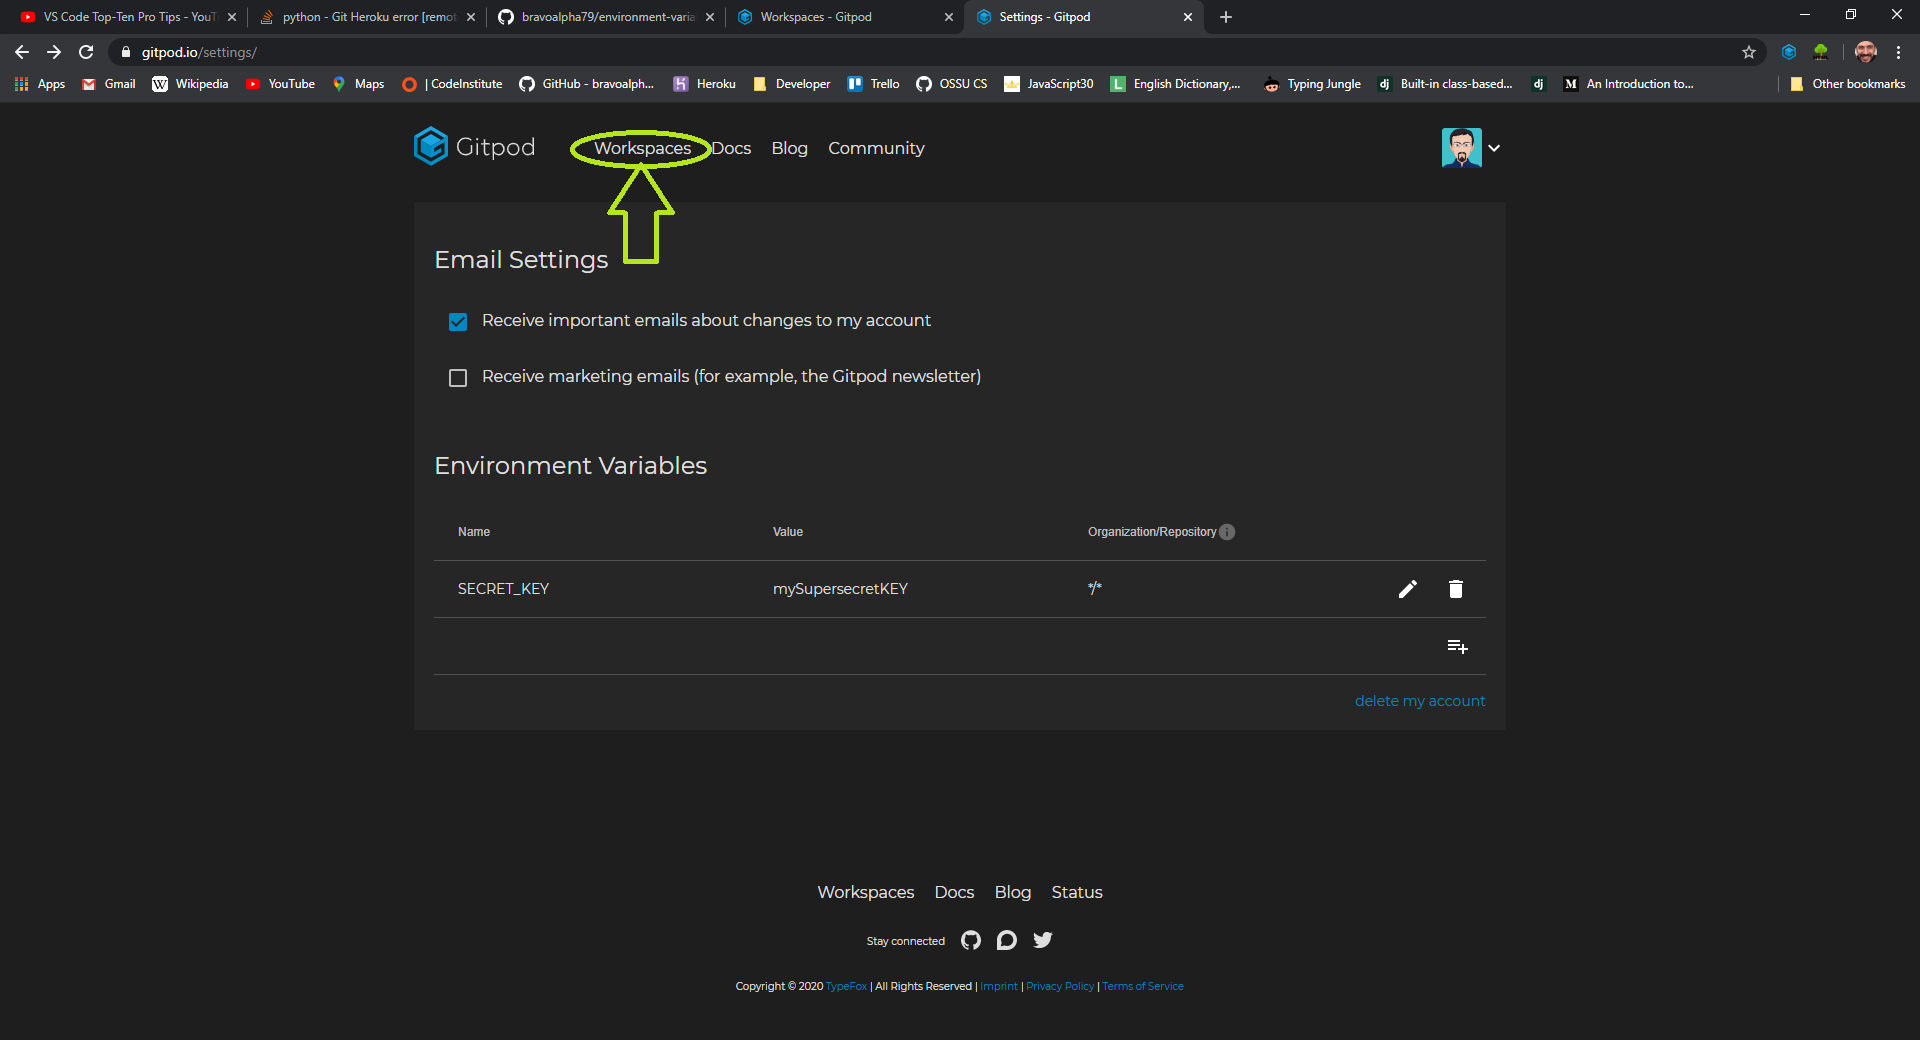 VS Code Top-Ten Pro Tips - YouT
python - Git Heroku error [remot
bravoalpha79/environment-varia
Workspaces - Gitpod
Settings - Gitpod
gitpod.io/settings/
Apps
Gmail
Wikipedia
YouTube
Maps
| CodeInstitute
GitHub - bravoalph...
Heroku
Developer
Trello
OSSU CS
JavaScript30
English Dictionary,...
Typing Jungle
Built-in class-based...
An Introduction to...
Other bookmarks
Gitpod
Workspaces
Docs
Blog
Community
Email Settings
Receive important emails about changes to my account
Receive marketing emails (for example, the Gitpod newsletter)
Environment Variables
Name Value Organization/Repository
SECRET_KEY mySupersecretKEY */*
delete my account
Workspaces Docs Blog Status
Stay connected
Copyright © 2020 TypeFox | All Rights Reserved | Imprint | Privacy Policy | Terms of Service